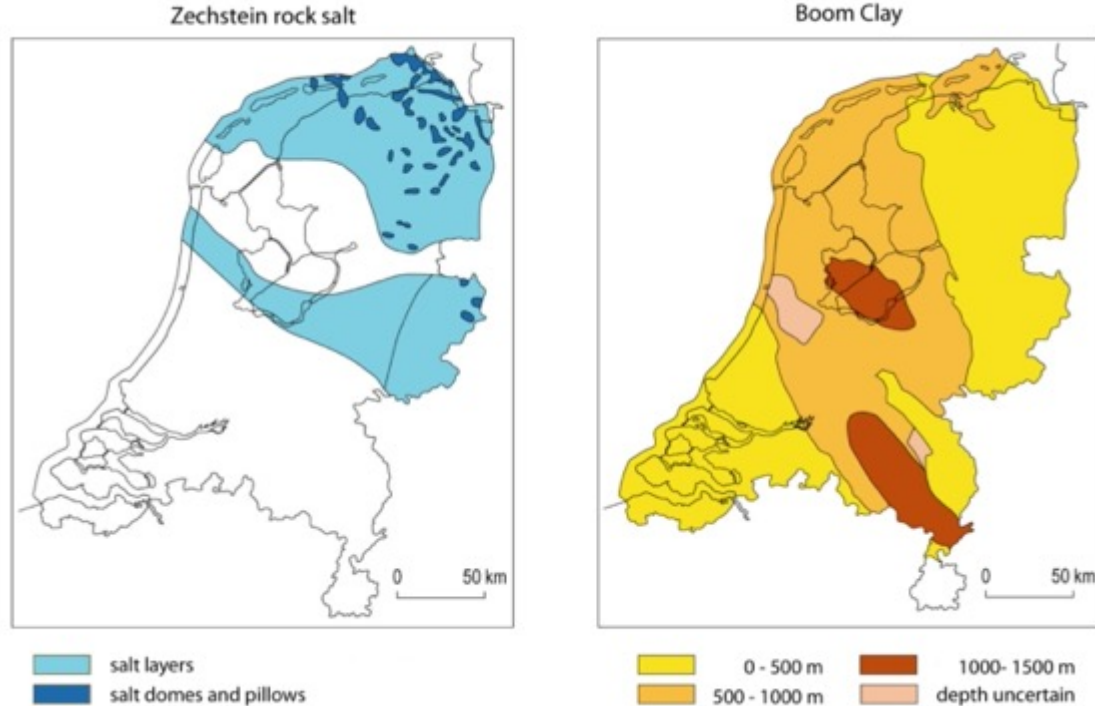 Zechstein rock salt
Boom Clay
0 50 km
0 50 km
salt layers
salt domes and pillows
0 - 500 m
500 - 1000 m
1000- 1500 m
depth uncertain